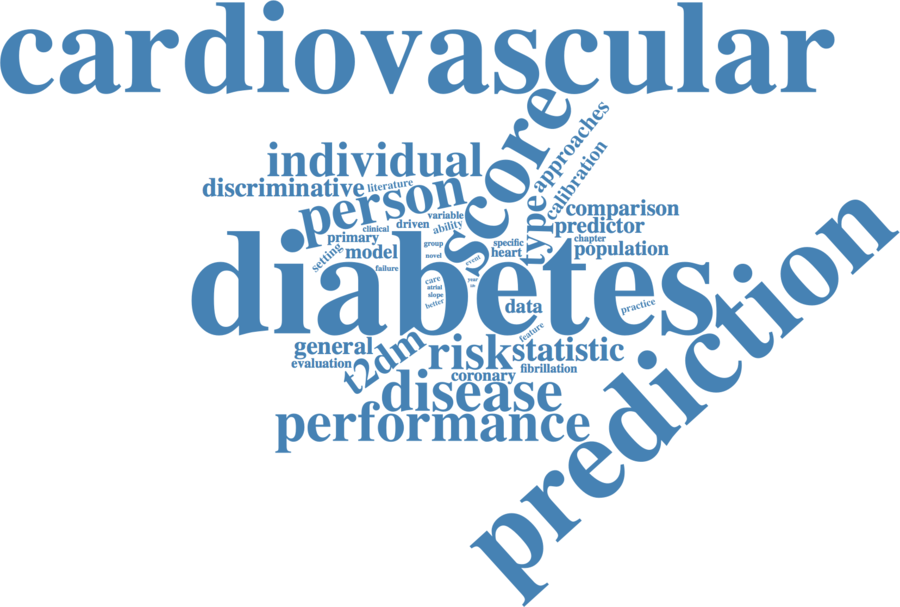 cardiovascular
score
approaches
calibration
individual
discriminative
literature
person
type
comparison
predictor
chapter
population
variable
ability
driven
clinical
primary
setting
model
failure
group
novel
specific
heart
event
year
diabetes
care
atrial
slope
better
data
practice
feature
prediction
general
evaluation
t2dm
risk
statistic
fibrillation
coronary
disease
performance